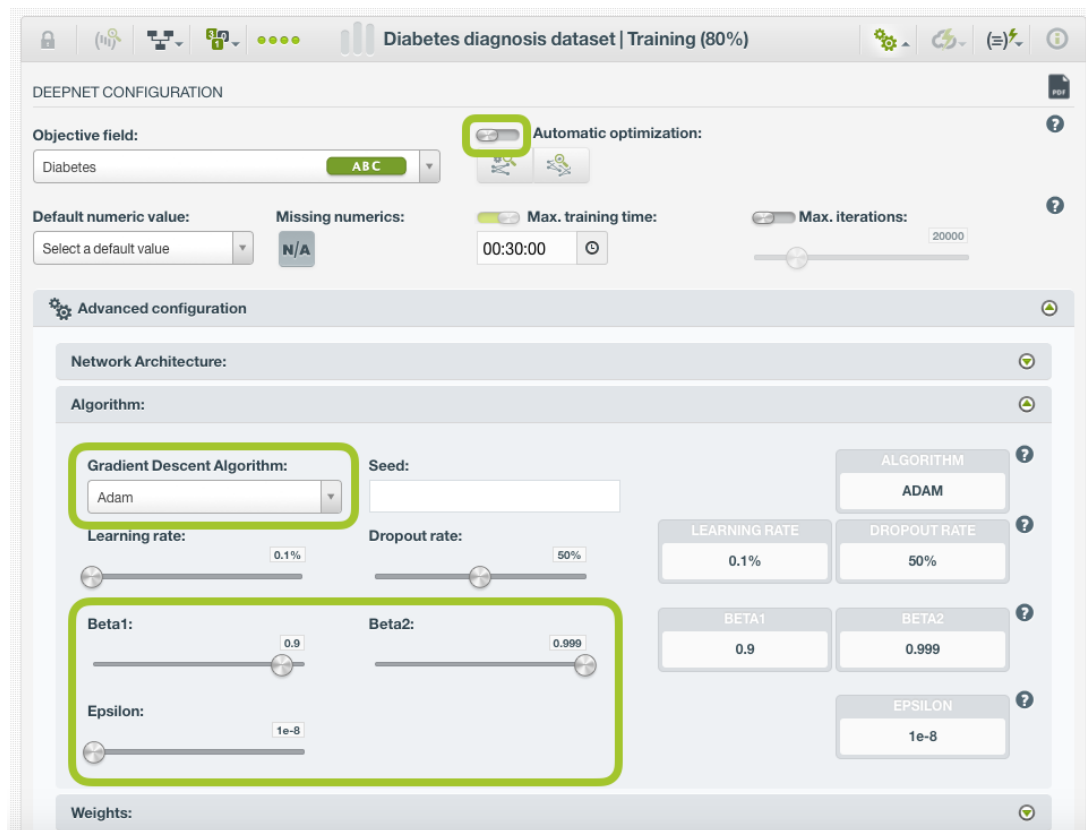 Diabetes diagnosis dataset | Training (80%)
(=)
DEEPNET CONFIGURATION
PDF
Objective field:
Automatic optimization:
?
Diabetes
ABC
Default numeric value:
Missing numerics:
Max. training time:
Max. iterations:
?
Select a default value
N/A
00:30:00
20000
Advanced configuration
Network Architecture:
Algorithm:
Gradient Descent Algorithm:
Seed:
ALGORITHM
?
Adam
ADAM
Learning rate:
Dropout rate:
LEARNING RATE
DROPOUT RATE
?
0.1%
50%
0.1%
50%
Beta1:
Beta2:
BETA1
BETA2
?
0.9
0.999
0.9
0.999
Epsilon:
EPSILON
?
1e-8
1e-8
Weights: